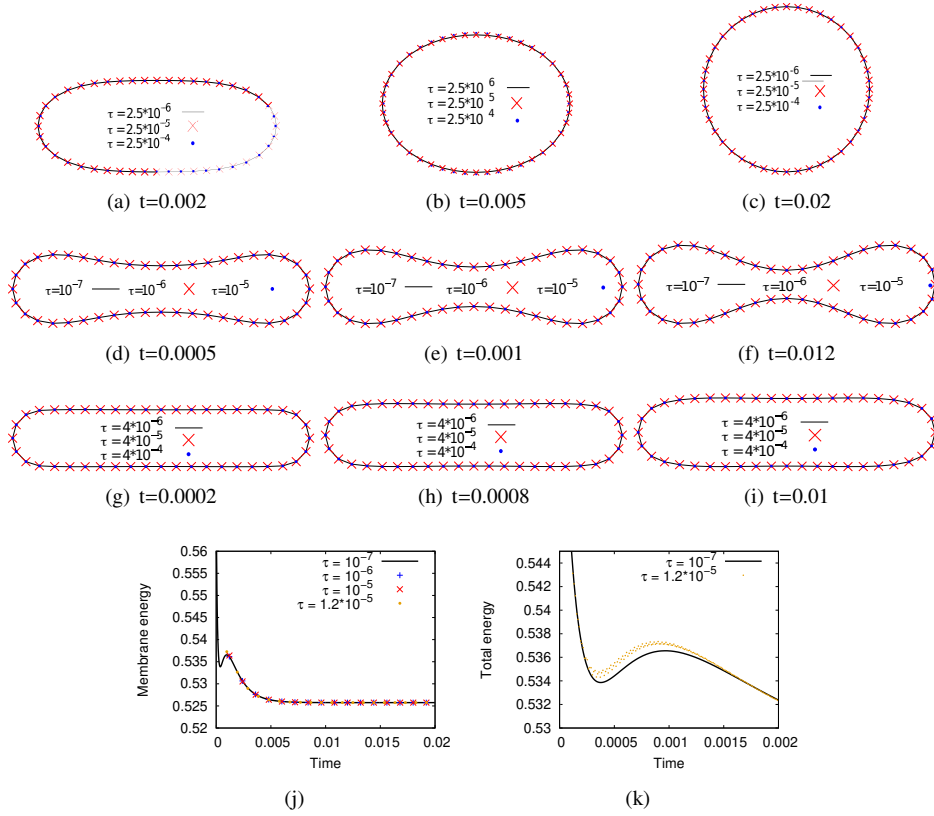 τ=2.5*10⁻⁶
τ=2.5*10⁻⁵
τ=2.5*10⁻⁴
(a) t=0.002
τ=2.5*10 6
τ=2.5*10 5
τ=2.5*10 4
(b) t=0.005
τ=2.5*10⁻⁶
τ=2.5*10⁻⁵
τ=2.5*10⁻⁴
(c) t=0.02
τ=10⁻⁷ τ=10⁻⁶ τ=10⁻⁵
(d) t=0.0005
τ=10⁻⁷ τ=10⁻⁶ τ=10⁻⁵
(e) t=0.001
τ=10⁻⁷ τ=10⁻⁶ τ=10⁻⁵
(f) t=0.012
τ = 4*10⁻⁶
τ = 4*10⁻⁵
τ = 4*10⁻⁴
(g) t=0.0002
τ = 4*10⁻⁶
τ = 4*10⁻⁵
τ = 4*10⁻⁴
(h) t=0.0008
τ = 4*10⁻⁶
τ = 4*10⁻⁵
τ = 4*10⁻⁴
(i) t=0.01
Membrane energy
0.56
0.555
0.55
0.545
0.54
0.535
0.53
0.525
0.52
τ = 10⁻⁷
τ = 10⁻⁶
τ = 10⁻⁵
τ = 1.2*10⁻⁵
0 0.005 0.01 0.015 0.02
Time
(j)
Total energy
0.544
0.542
0.54
0.538
0.536
0.534
0.532
0.53
τ = 10⁻⁷
τ = 1.2*10⁻⁵
0 0.0005 0.001 0.0015 0.002
Time
(k)